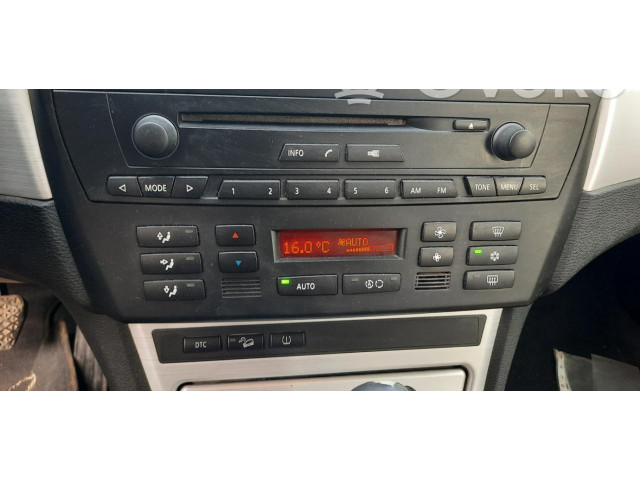 INFO
MODE 1 2 3 4 5 6 AM FM TONE MENU SEL
16.0°C AUTO
AUTO
DTC